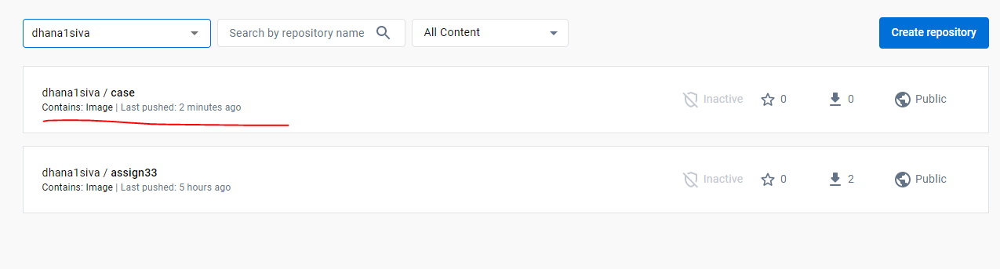 dhana1siva Search by repository name All Content Create repository
dhana1siva / case
Contains: Image | Last pushed: 2 minutes ago
Inactive 0 0 Public
dhana1siva / assign33
Contains: Image | Last pushed: 5 hours ago
Inactive 0 2 Public